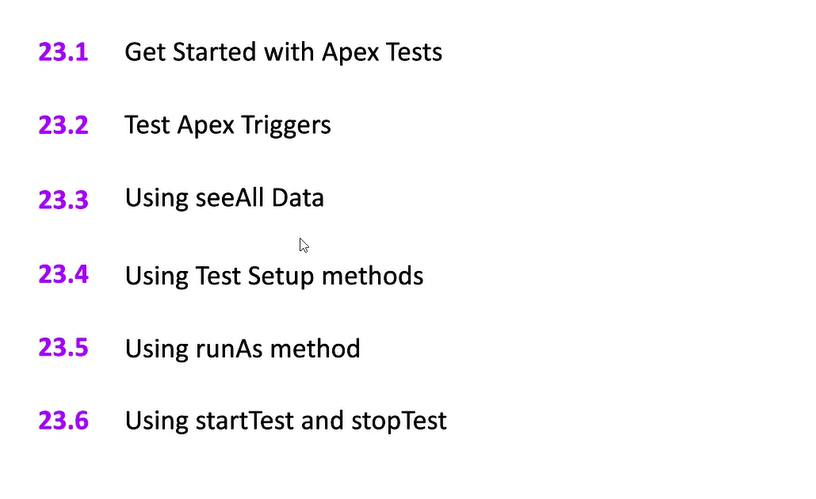 23.1 Get Started with Apex Tests
23.2 Test Apex Triggers
23.3 Using seeAll Data
23.4 Using Test Setup methods
23.5 Using runAs method
23.6 Using startTest and stopTest